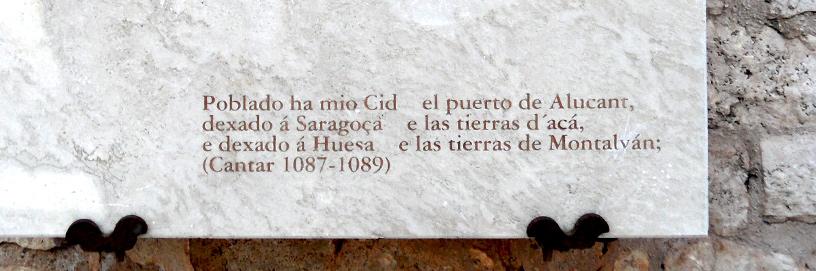 Poblado ha mio Cid el puerto de Alucant,
dexado á Saragoça e las tierras d´acá,
e dexado á Huesa e las tierras de Montalván;
(Cantar 1087-1089)